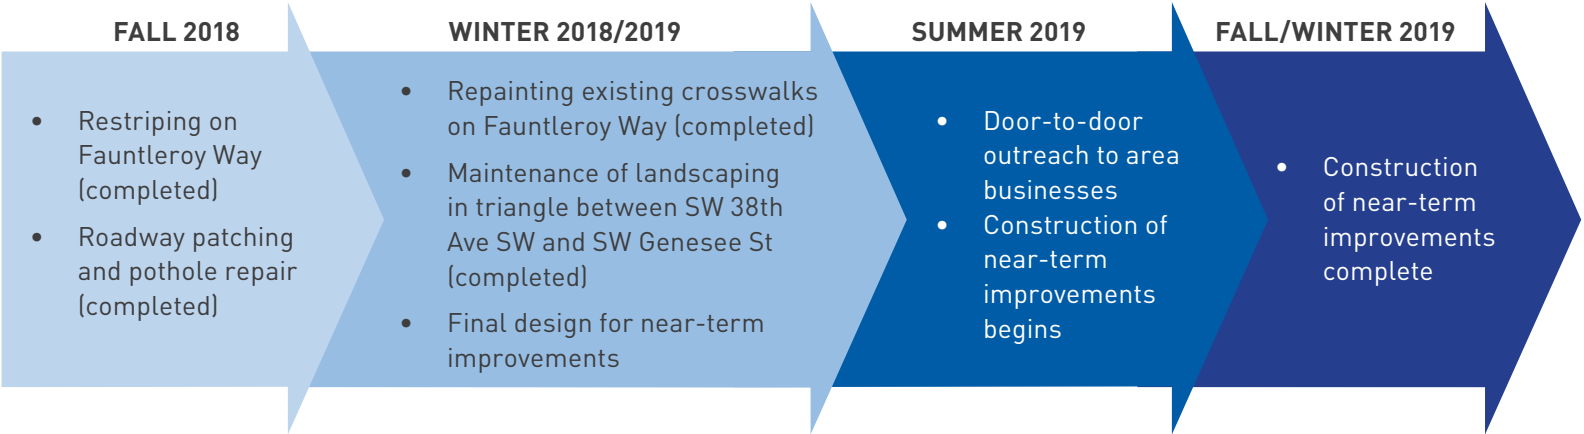 FALL 2018
• Restriping on
Fauntleroy Way
(completed)
• Roadway patching
and pothole repair
(completed)
WINTER 2018/2019
• Repainting existing crosswalks
on Fauntleroy Way (completed)
• Maintenance of landscaping
in triangle between SW 38th
Ave SW and SW Genesee St
(completed)
• Final design for near-term
improvements
SUMMER 2019
• Door-to-door
outreach to area
businesses
• Construction of
near-term
improvements
begins
FALL/WINTER 2019
• Construction
of near-term
improvements
complete